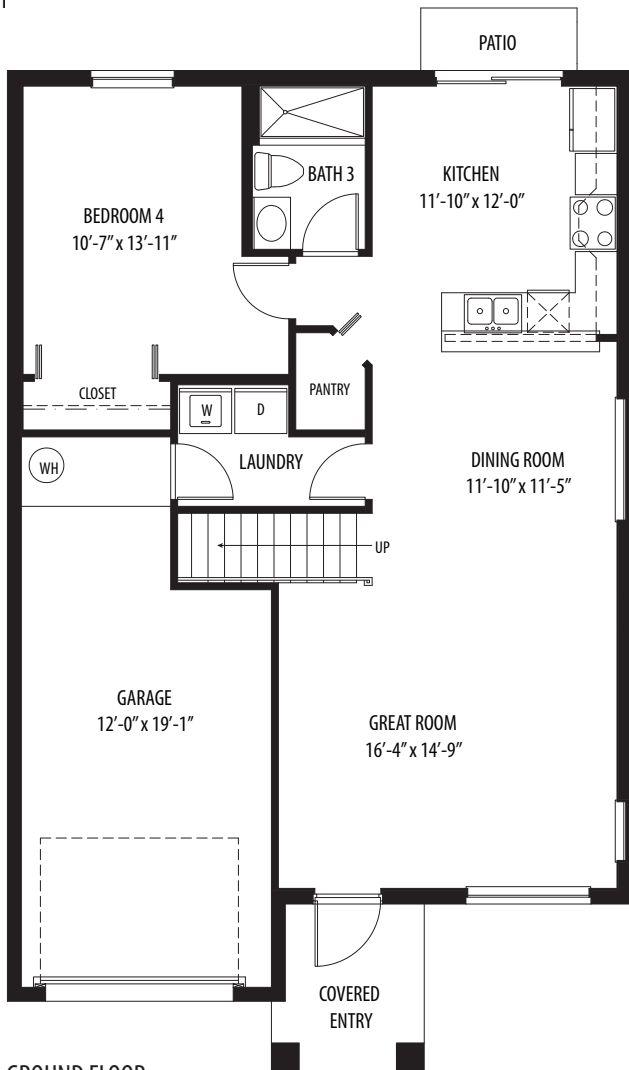 PATIO
BATH 3
KITCHEN
11’-10” x 12’-0”
BEDROOM 4
10’-7” x 13’-11”
CLOSET
PANTRY
W
D
WH
LAUNDRY
DINING ROOM
11’-10” x 11’-5”
UP
GARAGE
12’-0” x 19’-1”
GREAT ROOM
16’-4” x 14’-9”
COVERED
ENTRY
GROUND FLOOR